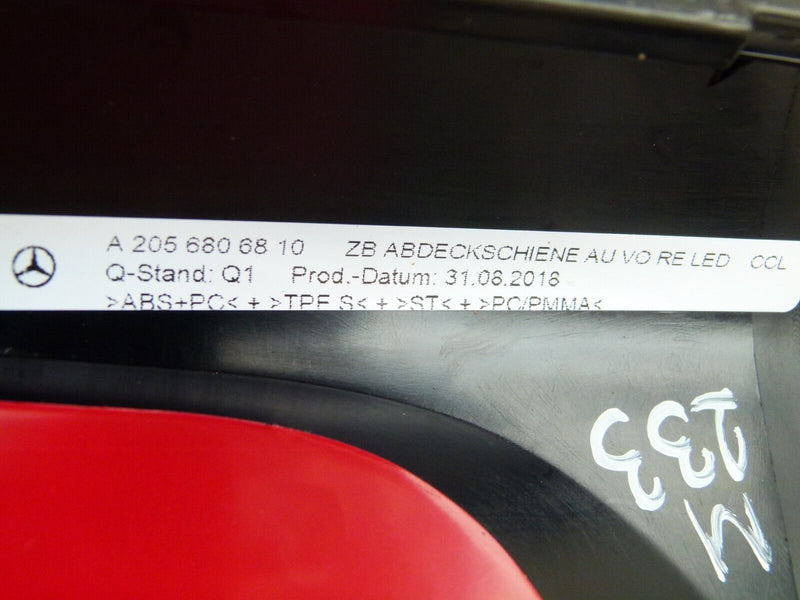 A 205 680 68 10 ZB ABDECKSCHIENE AU VO RE LED CCL
Q-Stand: Q1 Prod.-Datum: 31.08.2018
>ABS+PC< + >TPE S< + >ST< + >PC/PMMA<
M
233